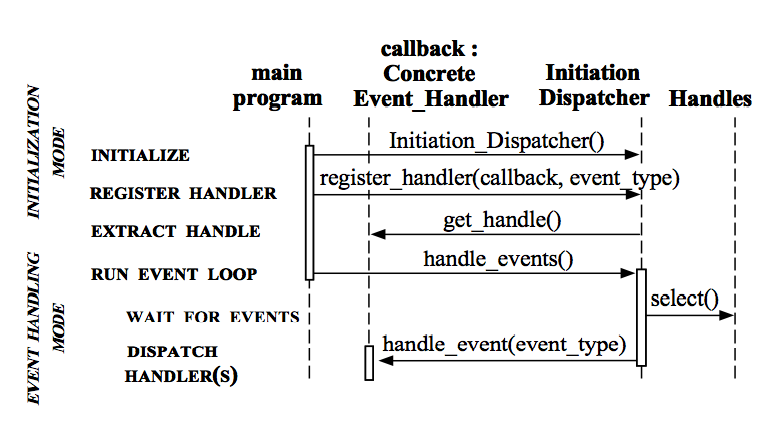 callback :
main Concrete Initiation
program Event_Handler Dispatcher Handles
INITIALIZATION
MODE
INITIALIZE Initiation_Dispatcher()
REGISTER HANDLER register_handler(callback, event_type)
EXTRACT HANDLE get_handle()
EVENT HANDLING
MODE
RUN EVENT LOOP handle_events()
WAIT FOR EVENTS select()
DISPATCH handle_event(event_type)
HANDLER(S)